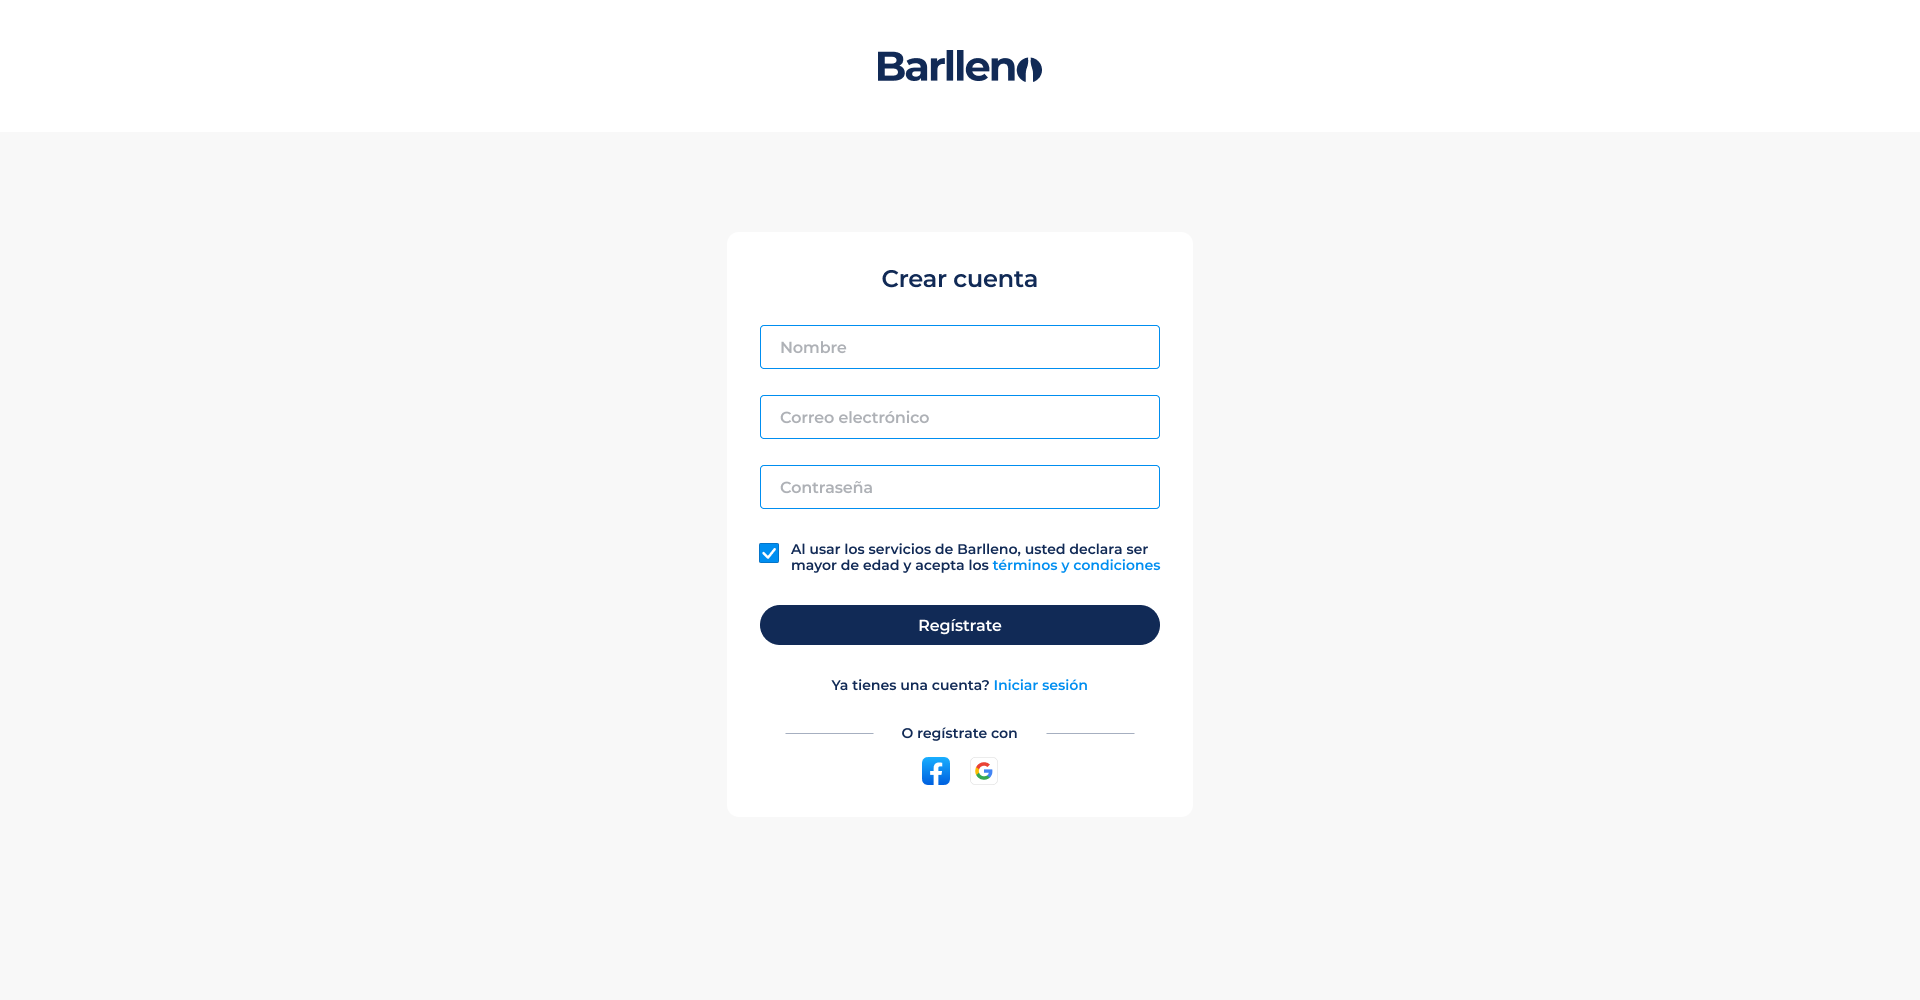 Barlleno
Crear cuenta
Nombre
Correo electrónico
Contraseña
Al usar los servicios de Barlleno, usted declara ser
mayor de edad y acepta los términos y condiciones
Regístrate
Ya tienes una cuenta? Iniciar sesión
O regístrate con